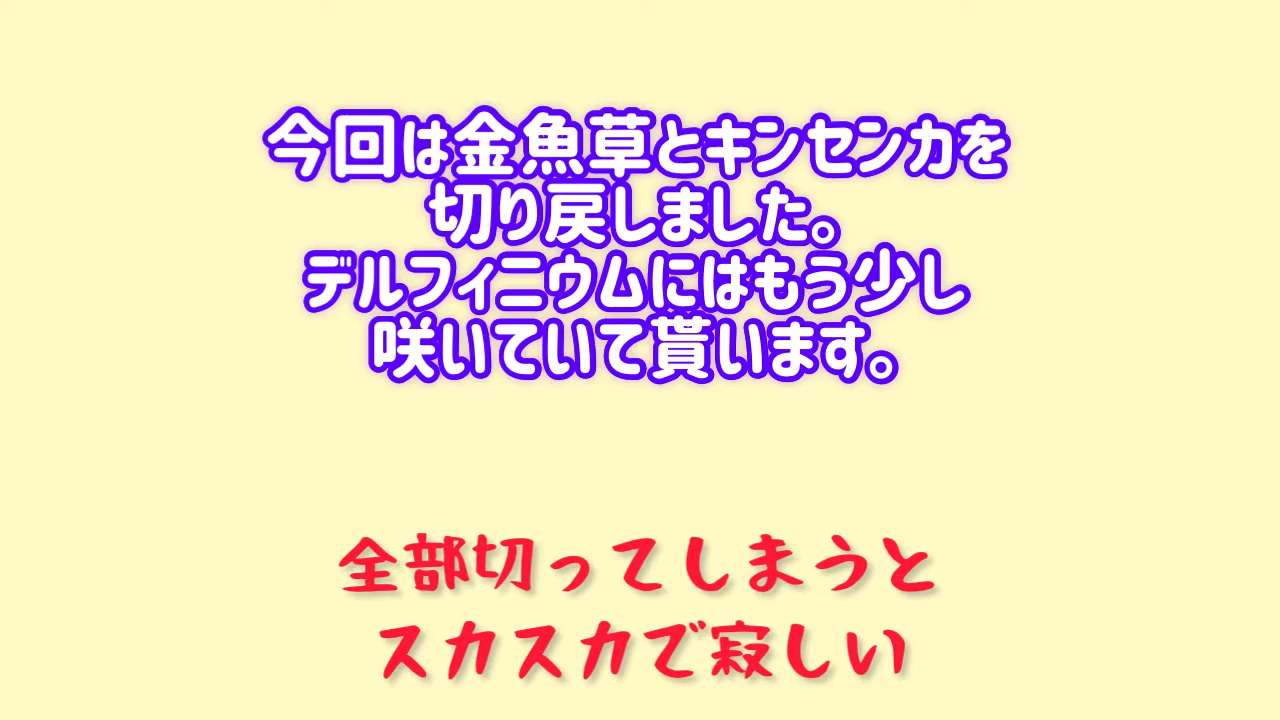 今回は金魚草とキンセンカを
切り戻しました。
デルフィニウムにはもう少し
咲いていて貰います。
全部切ってしまうと
スカスカで寂しい